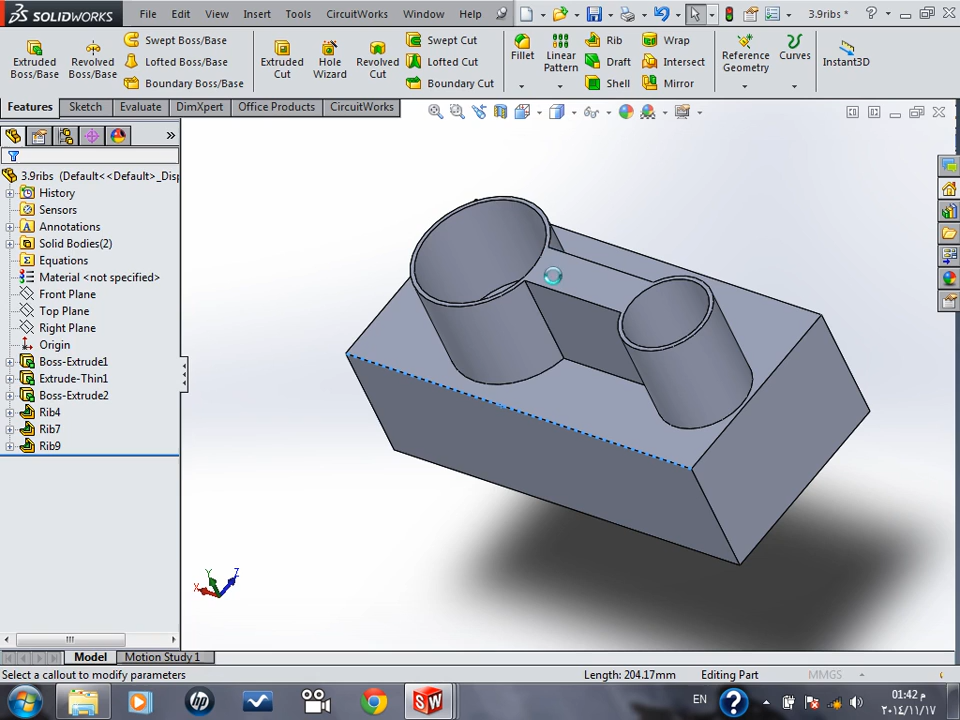 SOLIDWORKS File Edit View Insert Tools CircuitWorks Window Help 3.9ribs *
Extruded Boss/Base
Revolved Boss/Base
Swept Boss/Base
Lofted Boss/Base
Boundary Boss/Base
Extruded Cut
Hole Wizard
Revolved Cut
Swept Cut
Lofted Cut
Boundary Cut
Fillet
Linear Pattern
Rib
Draft
Shell
Wrap
Intersect
Mirror
Reference Geometry
Curves
Instant3D
Features Sketch Evaluate DimXpert Office Products CircuitWorks
3.9ribs (Default<<Default>_Disp
History
Sensors
Annotations
Solid Bodies(2)
Equations
Material <not specified>
Front Plane
Top Plane
Right Plane
Origin
Boss-Extrude1
Extrude-Thin1
Boss-Extrude2
Rib4
Rib7
Rib9
Y
X
Z
Model Motion Study 1
Select a callout to modify parameters Length: 204.17mm Editing Part MMGS
EN
01:42 م
٢٠١٤/١١/١٧